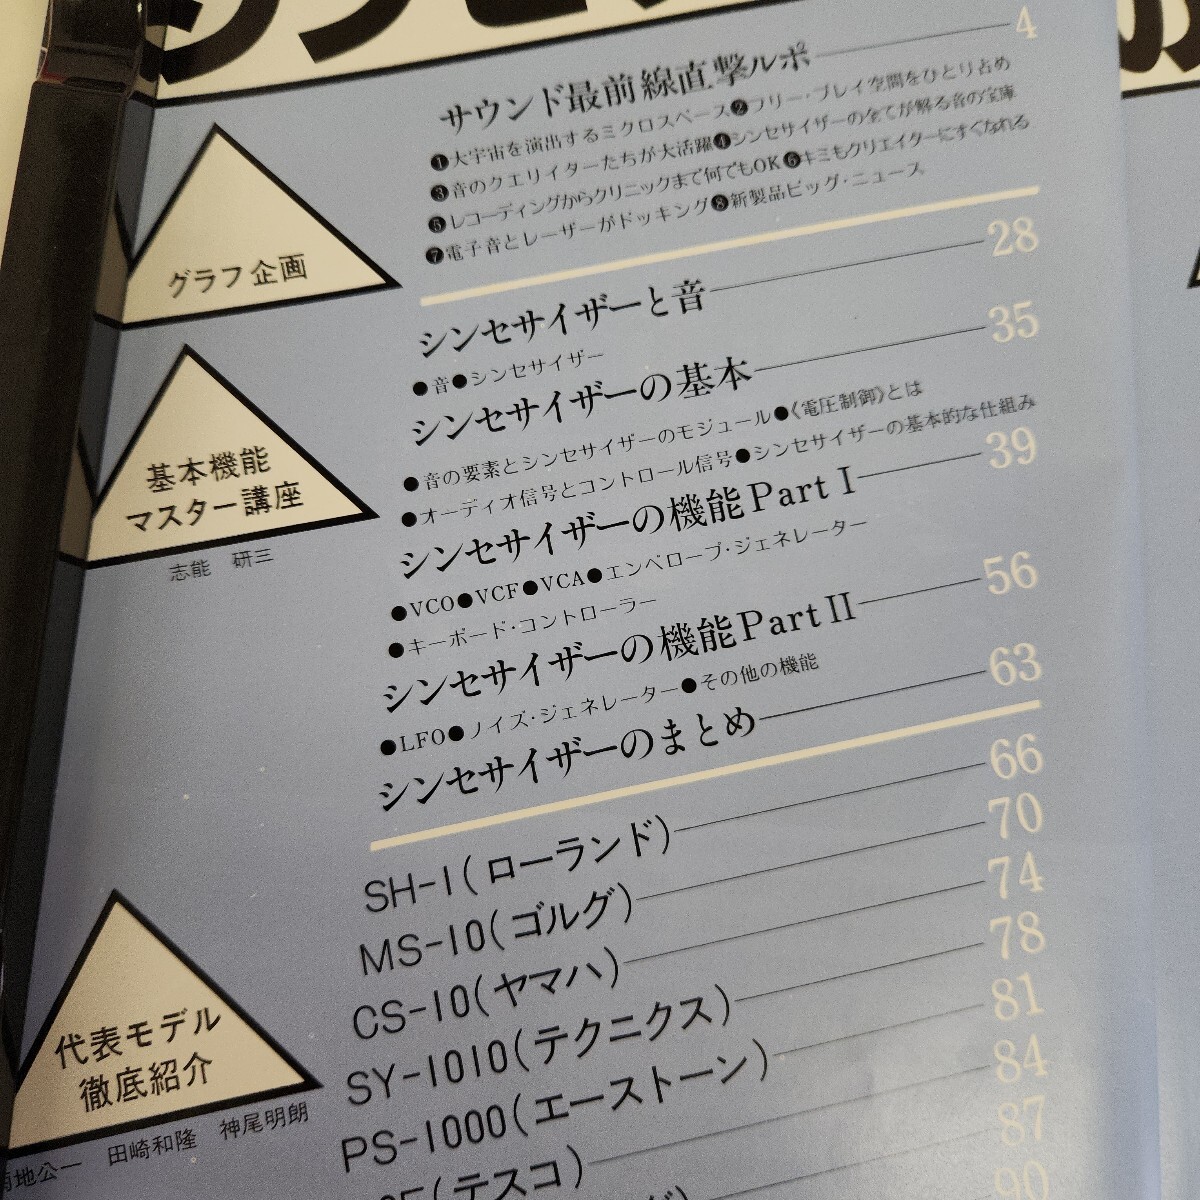 サウンド最前線直撃ルポ 4
❶大宇宙を演出するミクロスペース❷フリー・プレイ空間をひとり占め
❸音のクエリイターたちが大活躍❹シンセサイザーの全てが解る音の宝庫
❺レコーディングからクリニックまで何でもOK❻キミもクリエイターにすぐなれる
❼電子音とレーザーがドッキング❽新製品ビッグ・ニュース
グラフ企画
シンセサイザーと音 28
●音●シンセサイザー
シンセサイザーの基本 35
●音の要素とシンセサイザーのモジュール●《電圧制御》とは
●オーディオ信号とコントロール信号●シンセサイザーの基本的な仕組み
シンセサイザーの機能Part I 39
●VCO●VCF●VCA●エンベロープ・ジェネレーター
●キーボード・コントローラー
シンセサイザーの機能Part II 56
●LFO●ノイズ・ジェネレーター●その他の機能
シンセサイザーのまとめ 63
基本機能
マスター講座
志能 研三
SH-1(ローランド) 66
MS-10(ゴルグ) 70
CS-10(ヤマハ) 74
SY-1010(テクニクス) 78
PS-1000(エーストーン) 81
(テスコ) 84
87
90
代表モデル
徹底紹介
菊地公一 田崎和隆 神尾明朗